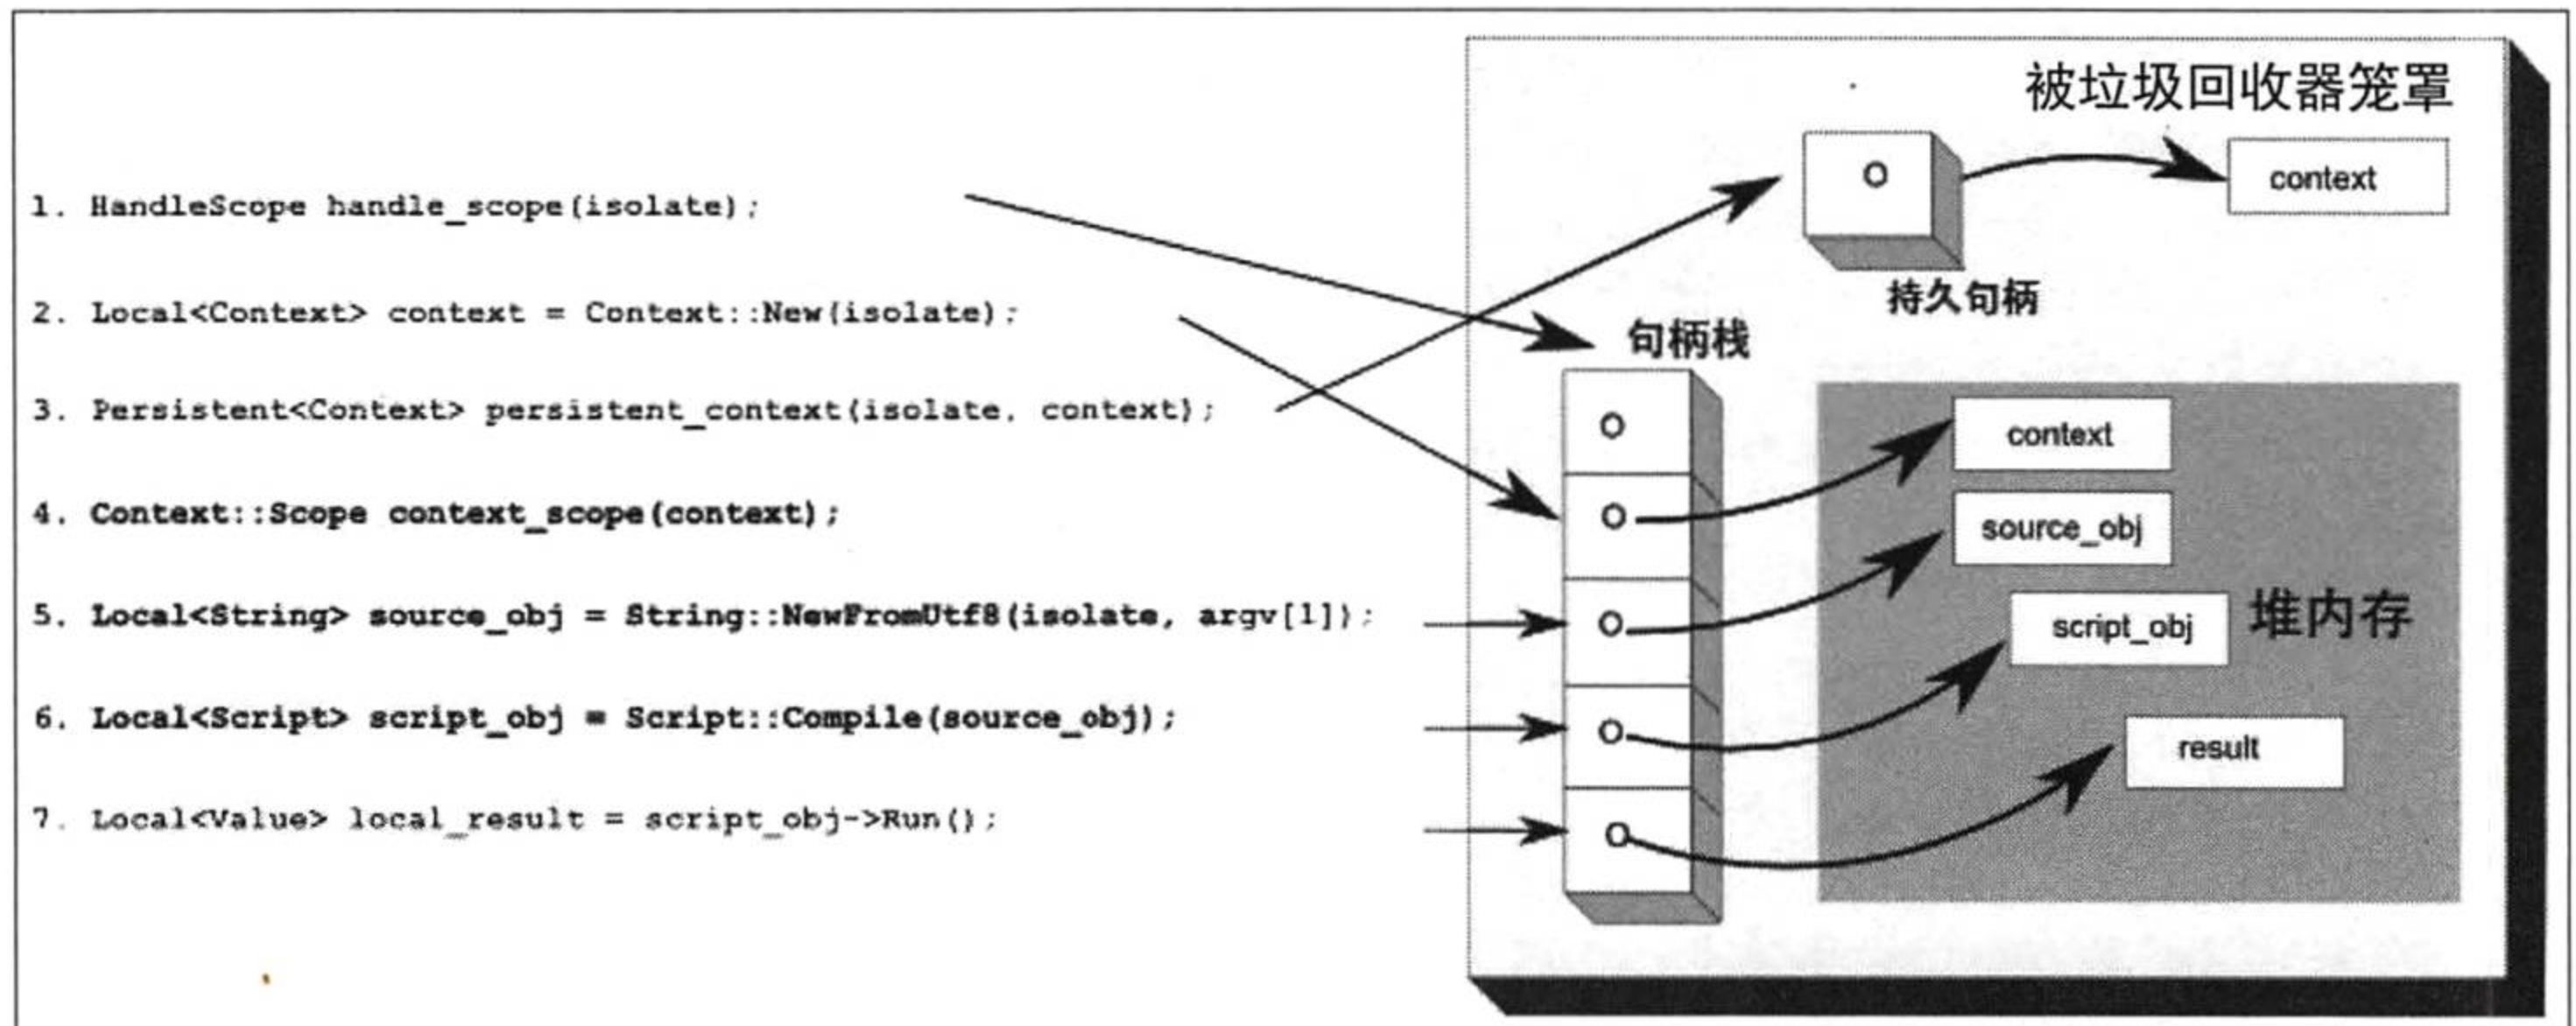 1. HandleScope handle_scope(isolate);
2. Local<Context> context = Context::New(isolate);
3. Persistent<Context> persistent_context(isolate, context);
4. Context::Scope context_scope(context);
5. Local<String> source_obj = String::NewFromUtf8(isolate, argv[1]);
6. Local<Script> script_obj = Script::Compile(source_obj);
7. Local<Value> local_result = script_obj->Run();
被垃圾回收器笼罩
context
持久句柄
句柄栈
context
source_obj
script_obj
堆内存
result